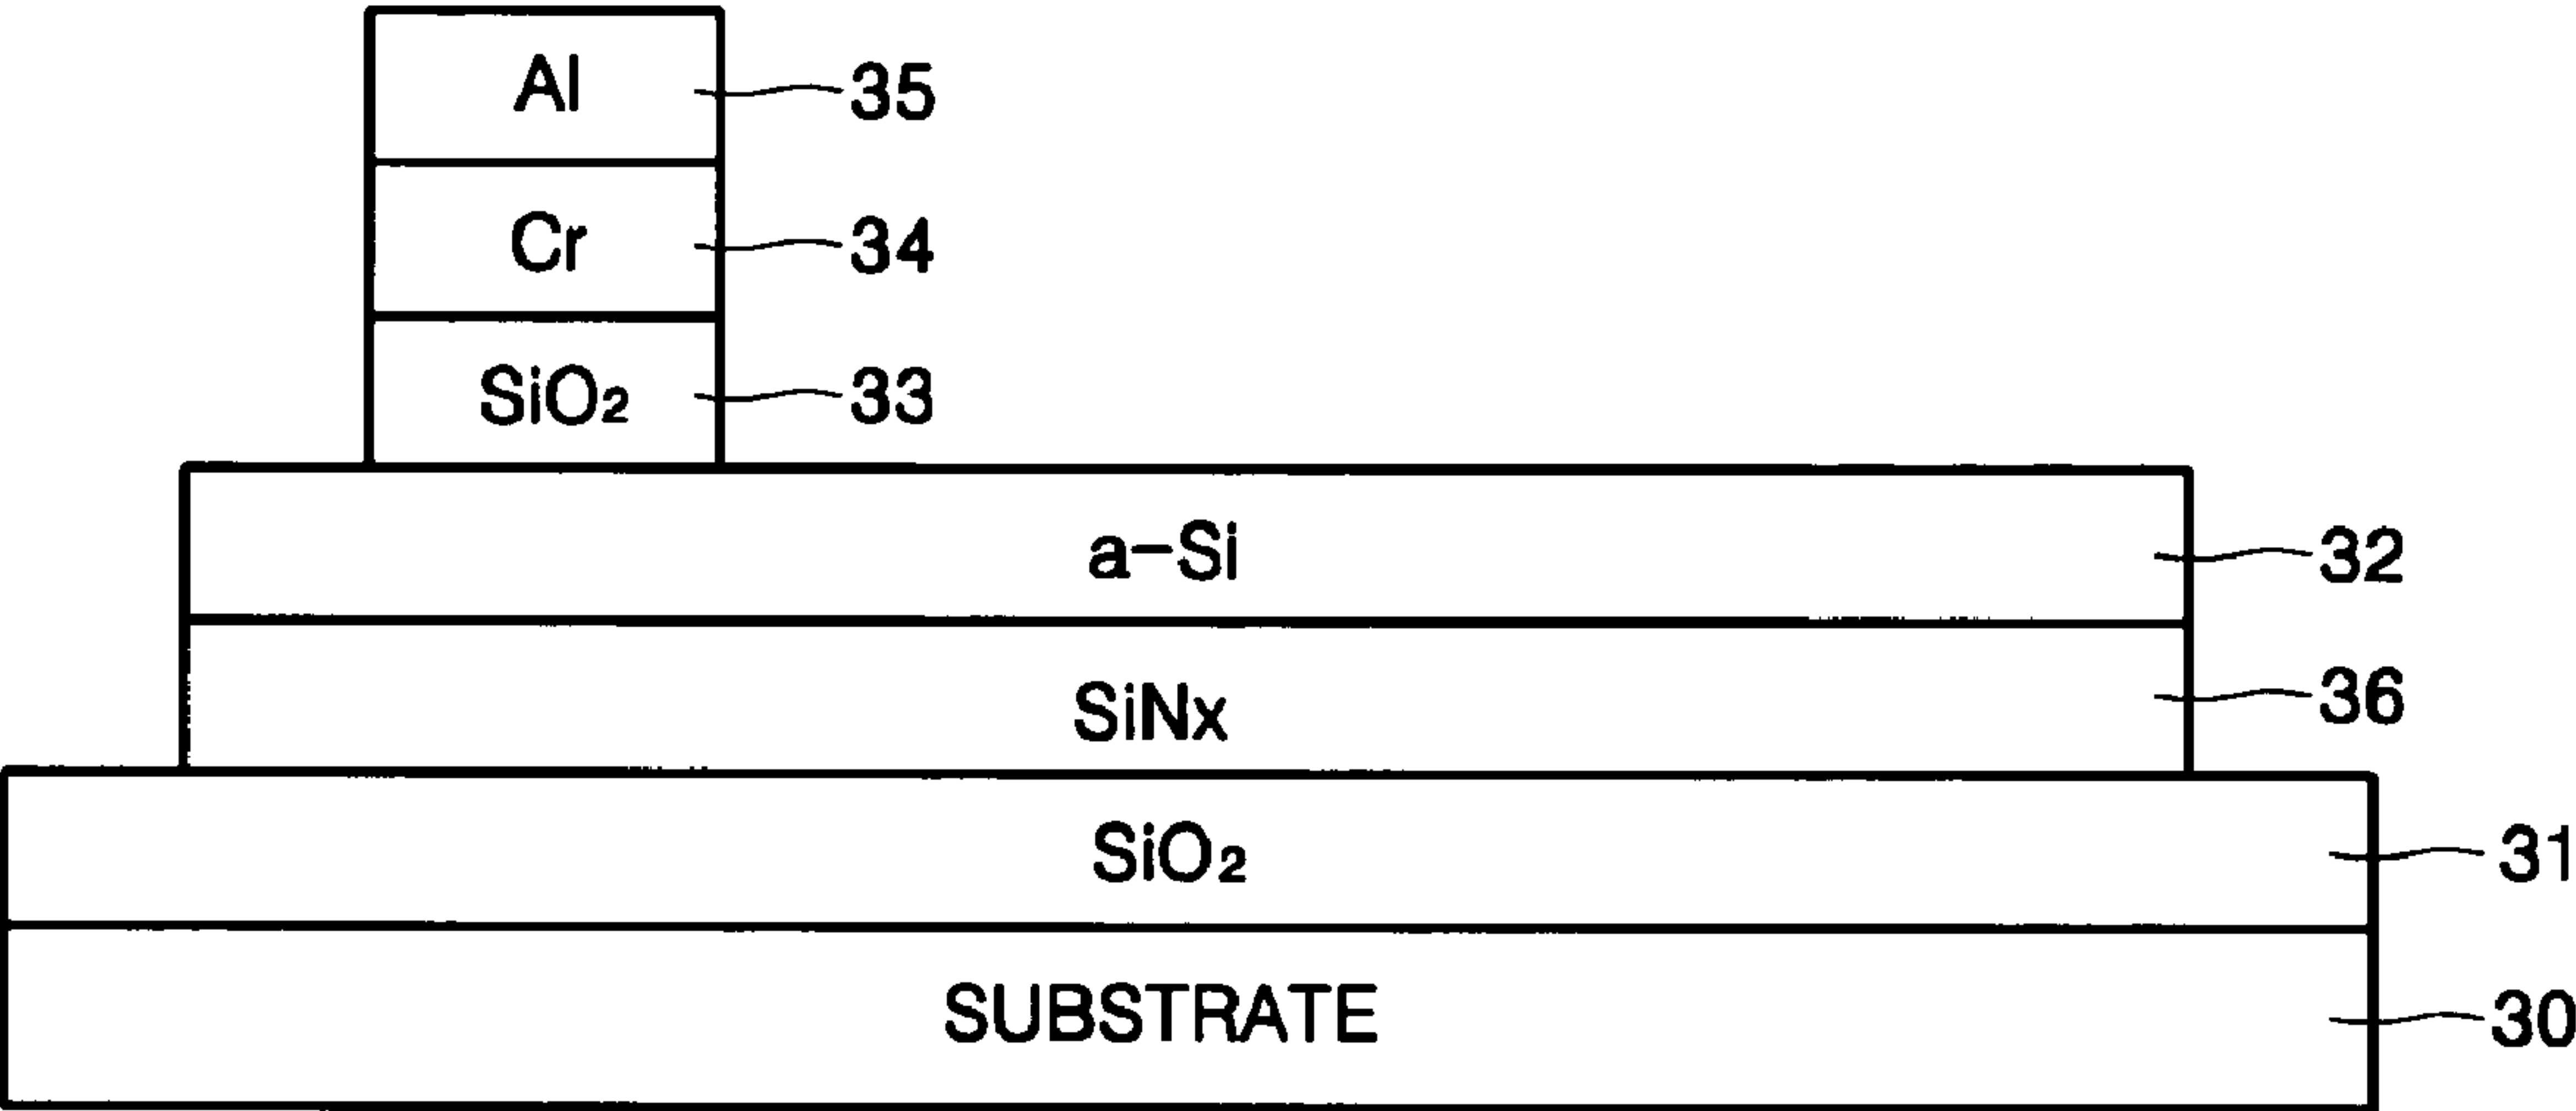 Al 35
Cr 34
SiO₂ 33
a-Si 32
SiNx 36
SiO₂ 31
SUBSTRATE 30